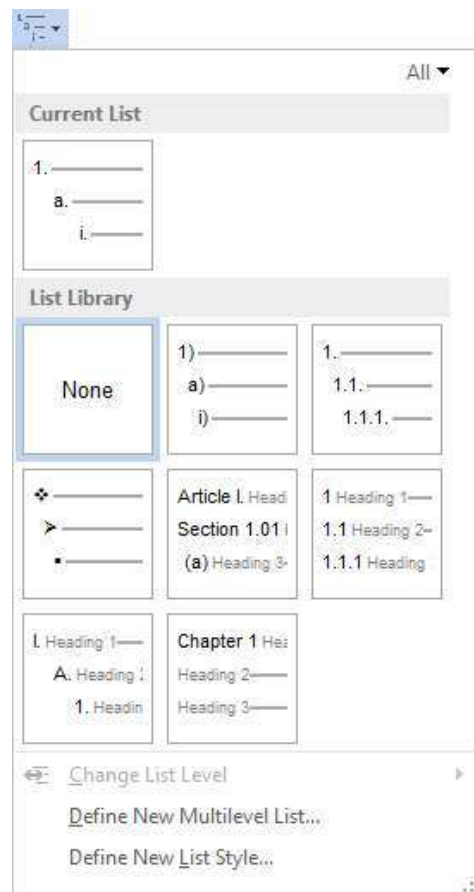 All
Current List
1.
a.
i.
List Library
None
1)
a)
i)
1.
1.1.
1.1.1.
Article I. Head
Section 1.01
(a) Heading 3
1 Heading 1
1.1 Heading 2
1.1.1 Heading
I. Heading 1
A. Heading
1. Headin
Chapter 1 Hea
Heading 2
Heading 3
Change List Level
Define New Multilevel List...
Define New List Style...